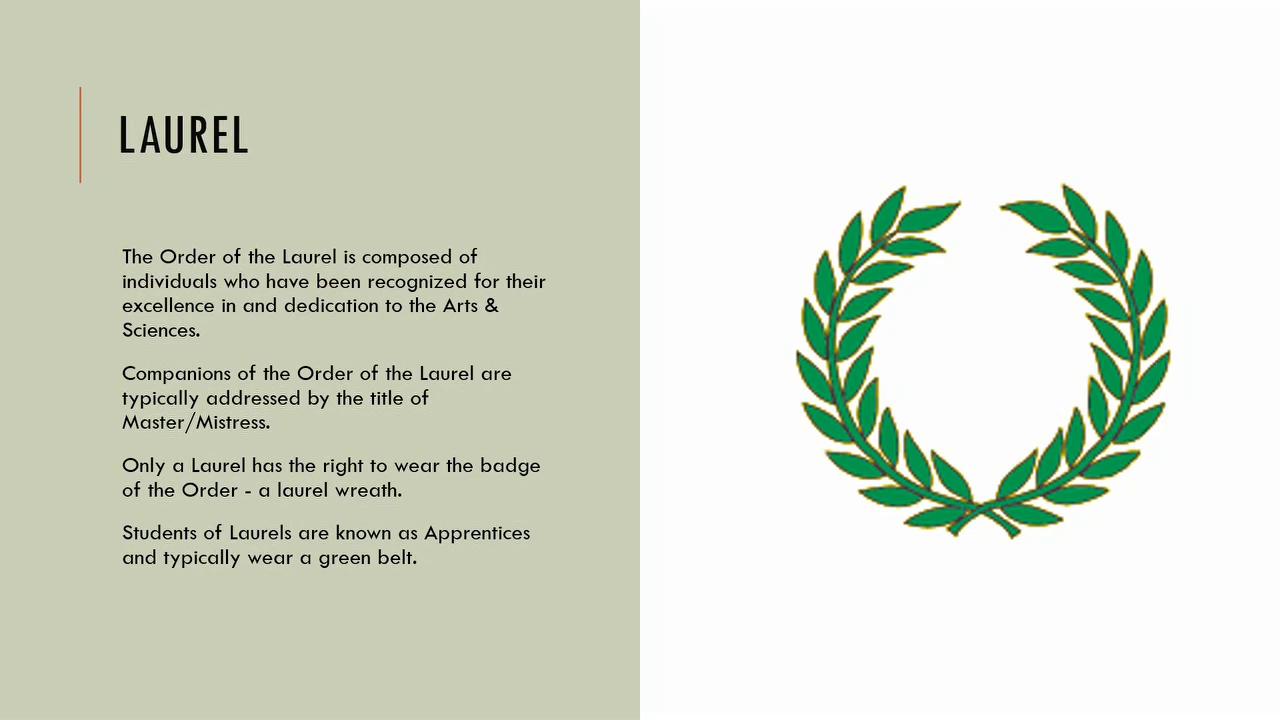 LAUREL
The Order of the Laurel is composed of
individuals who have been recognized for their
excellence in and dedication to the Arts &
Sciences.
Companions of the Order of the Laurel are
typically addressed by the title of
Master/Mistress.
Only a Laurel has the right to wear the badge
of the Order - a laurel wreath.
Students of Laurels are known as Apprentices
and typically wear a green belt.